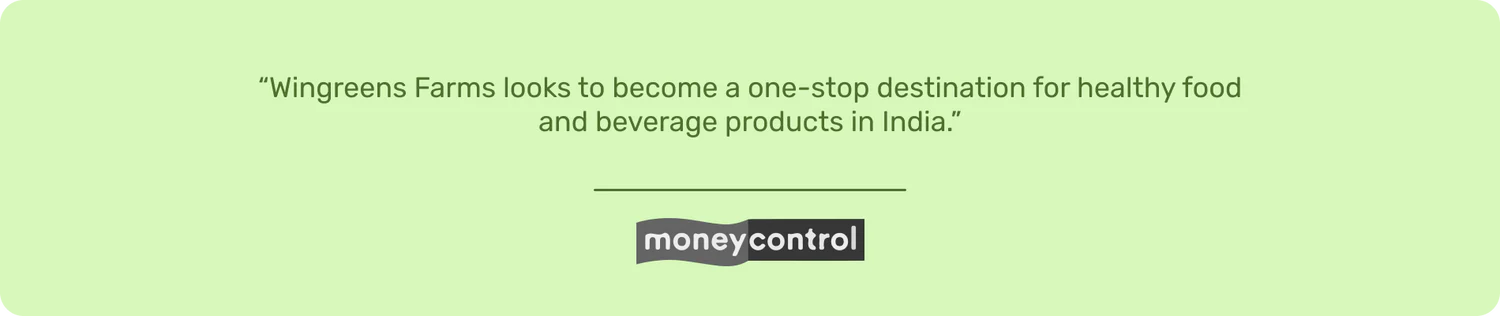 “Wingreens Farms looks to become a one-stop destination for healthy food
and beverage products in India.”
moneycontrol